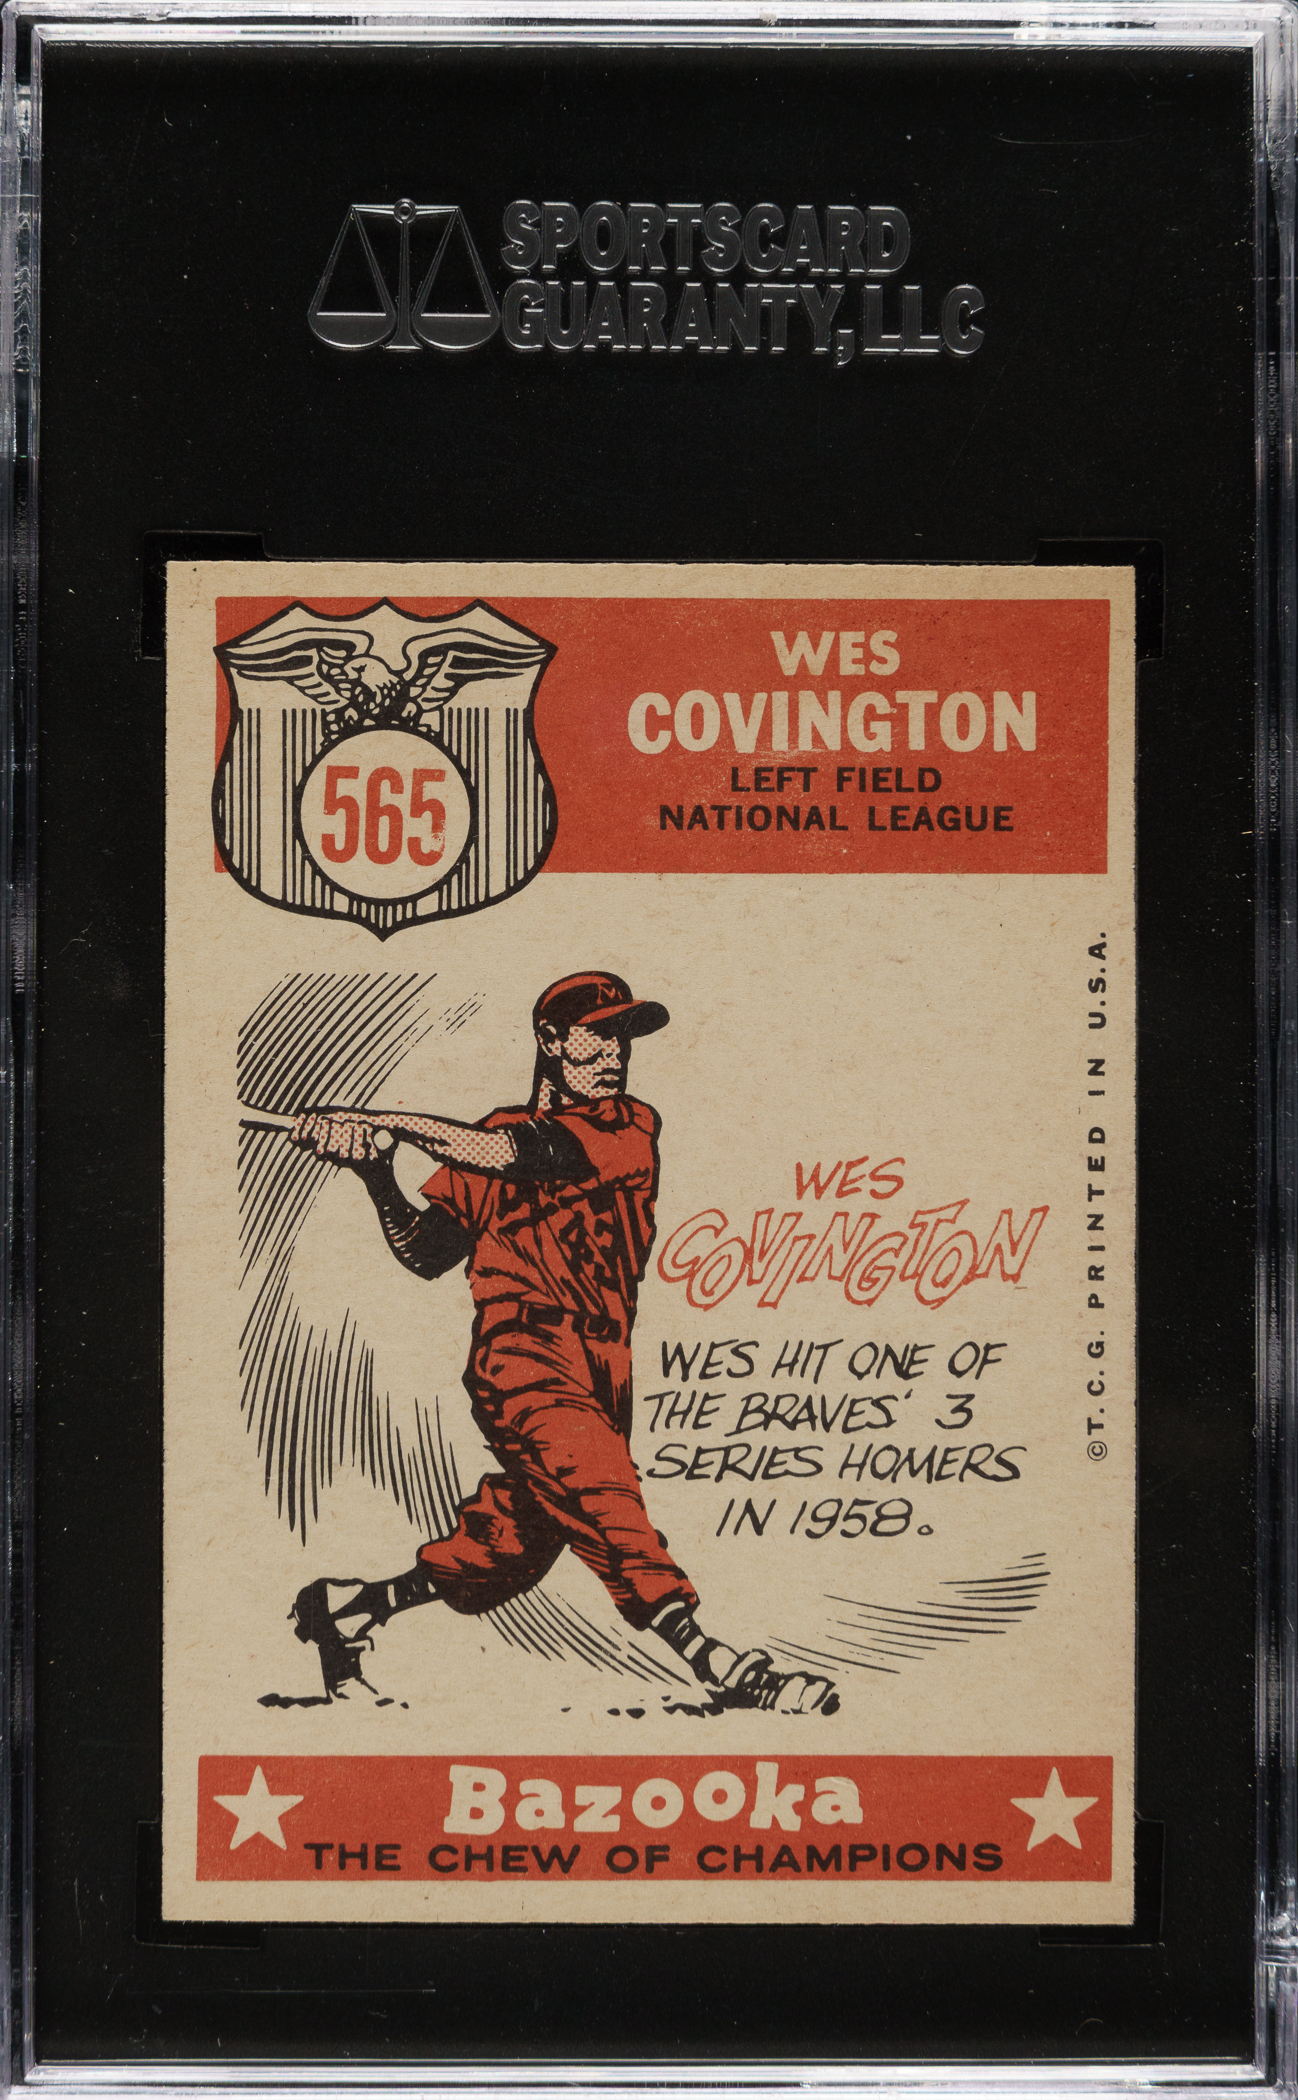 SPORTSCARD
GUARANTY, LLC
565
WES
COVINGTON
LEFT FIELD
NATIONAL LEAGUE
M
WES
COVINGTON
WES HIT ONE OF
THE BRAVES' 3
SERIES HOMERS
IN 1958.
© T. C. G. PRINTED IN U.S.A.
Bazooka
THE CHEW OF CHAMPIONS